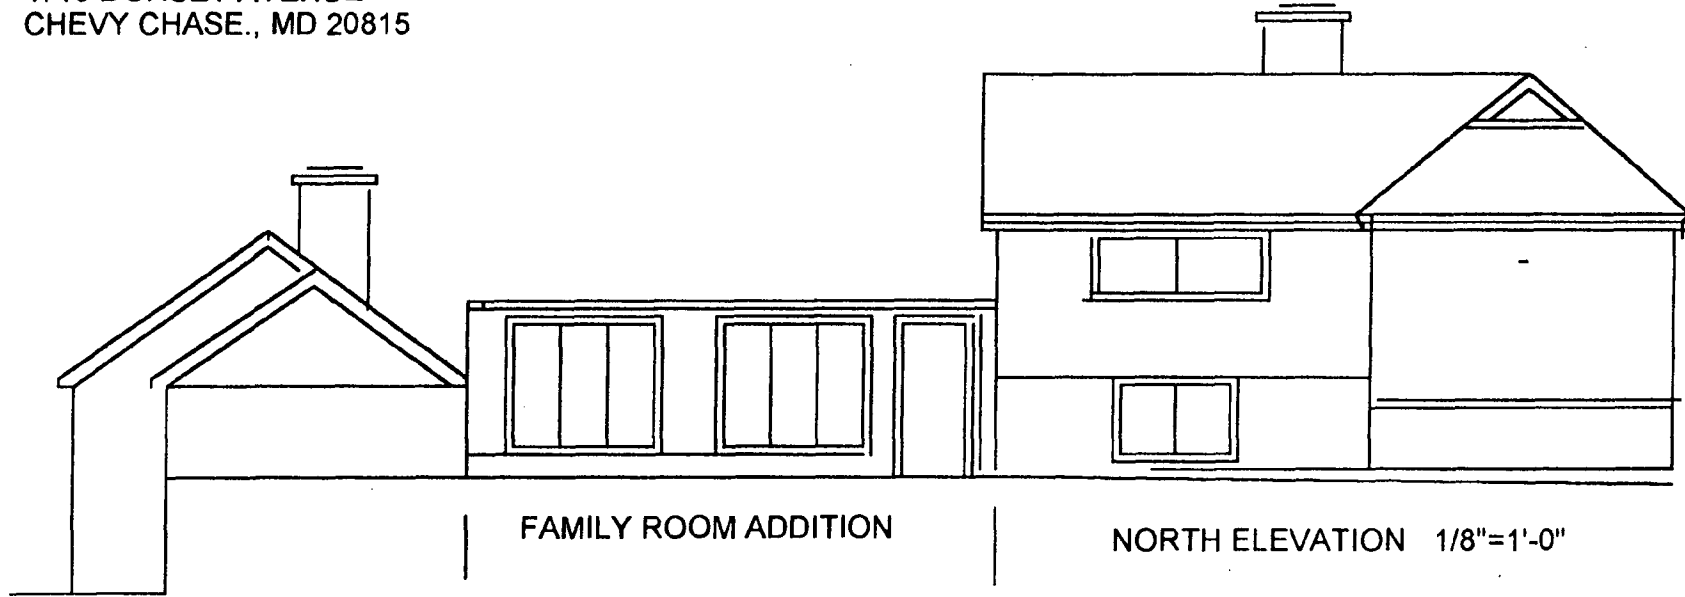 CHEVY CHASE., MD 20815
FAMILY ROOM ADDITION
NORTH ELEVATION 1/8"=1'-0"